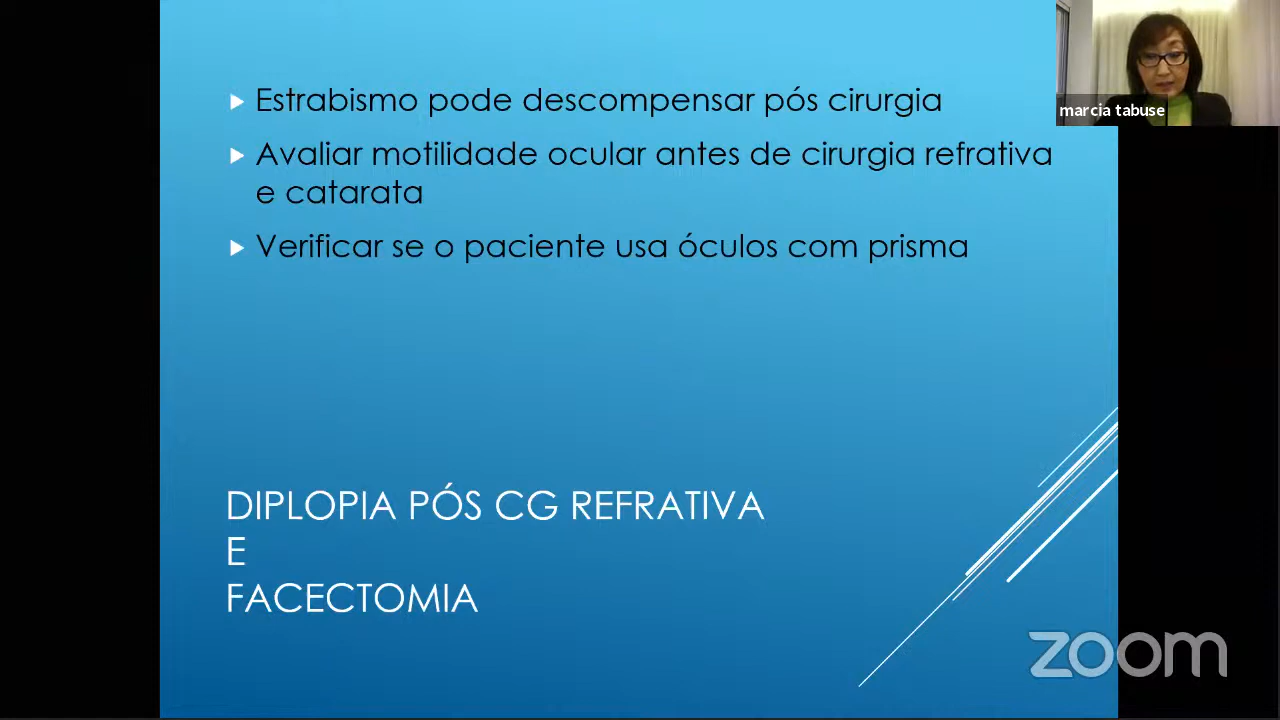 Estrabismo pode descompensar pós cirurgia
Avaliar motilidade ocular antes de cirurgia refrativa
e catarata
Verificar se o paciente usa óculos com prisma
DIPLOPIA PÓS CG REFRATIVA
E
FACECTOMIA
marcia tabuse
zoom